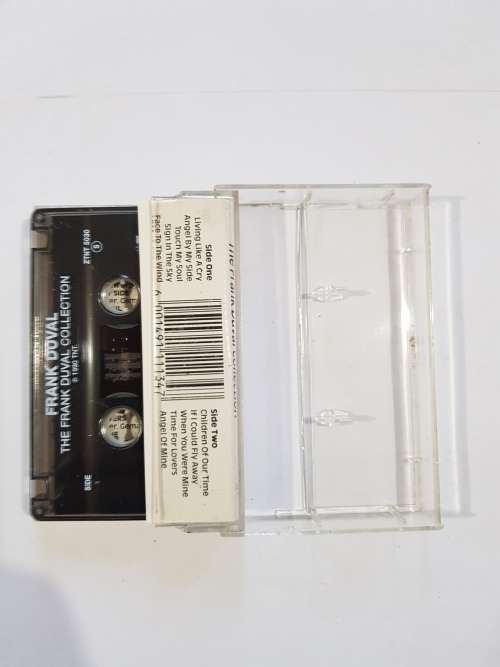 FRANK DUVAL
THE FRANK DUVAL COLLECTION
℗ 1990 TNT.
ZTNT 5030
S
SIDE
Side One
Living Like A Cry
Angel By My Side
Touch My Soul
Sign In The Sky
Face To The Wind
Side Two
Children Of Our Time
If I Could Fly Away
When You Were Mine
Time For Lovers
Angel Of Mine
The Frank Duval Collection